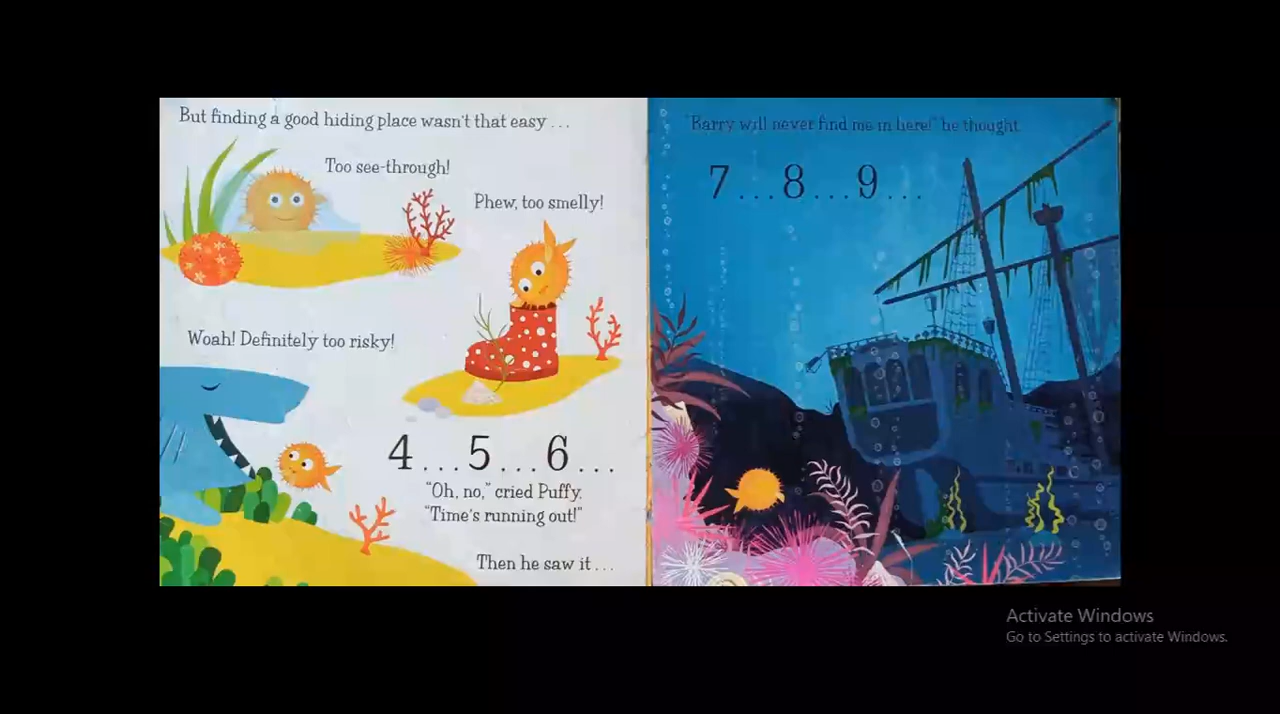 But finding a good hiding place wasn't that easy ...
Too see-through!
Phew, too smelly!
Woah! Definitely too risky!
4...5...6...
"Oh, no," cried Puffy.
"Time's running out!"
Then he saw it ...
"Barry will never find me in here!" he thought.
7...8...9...
Activate Windows
Go to Settings to activate Windows.